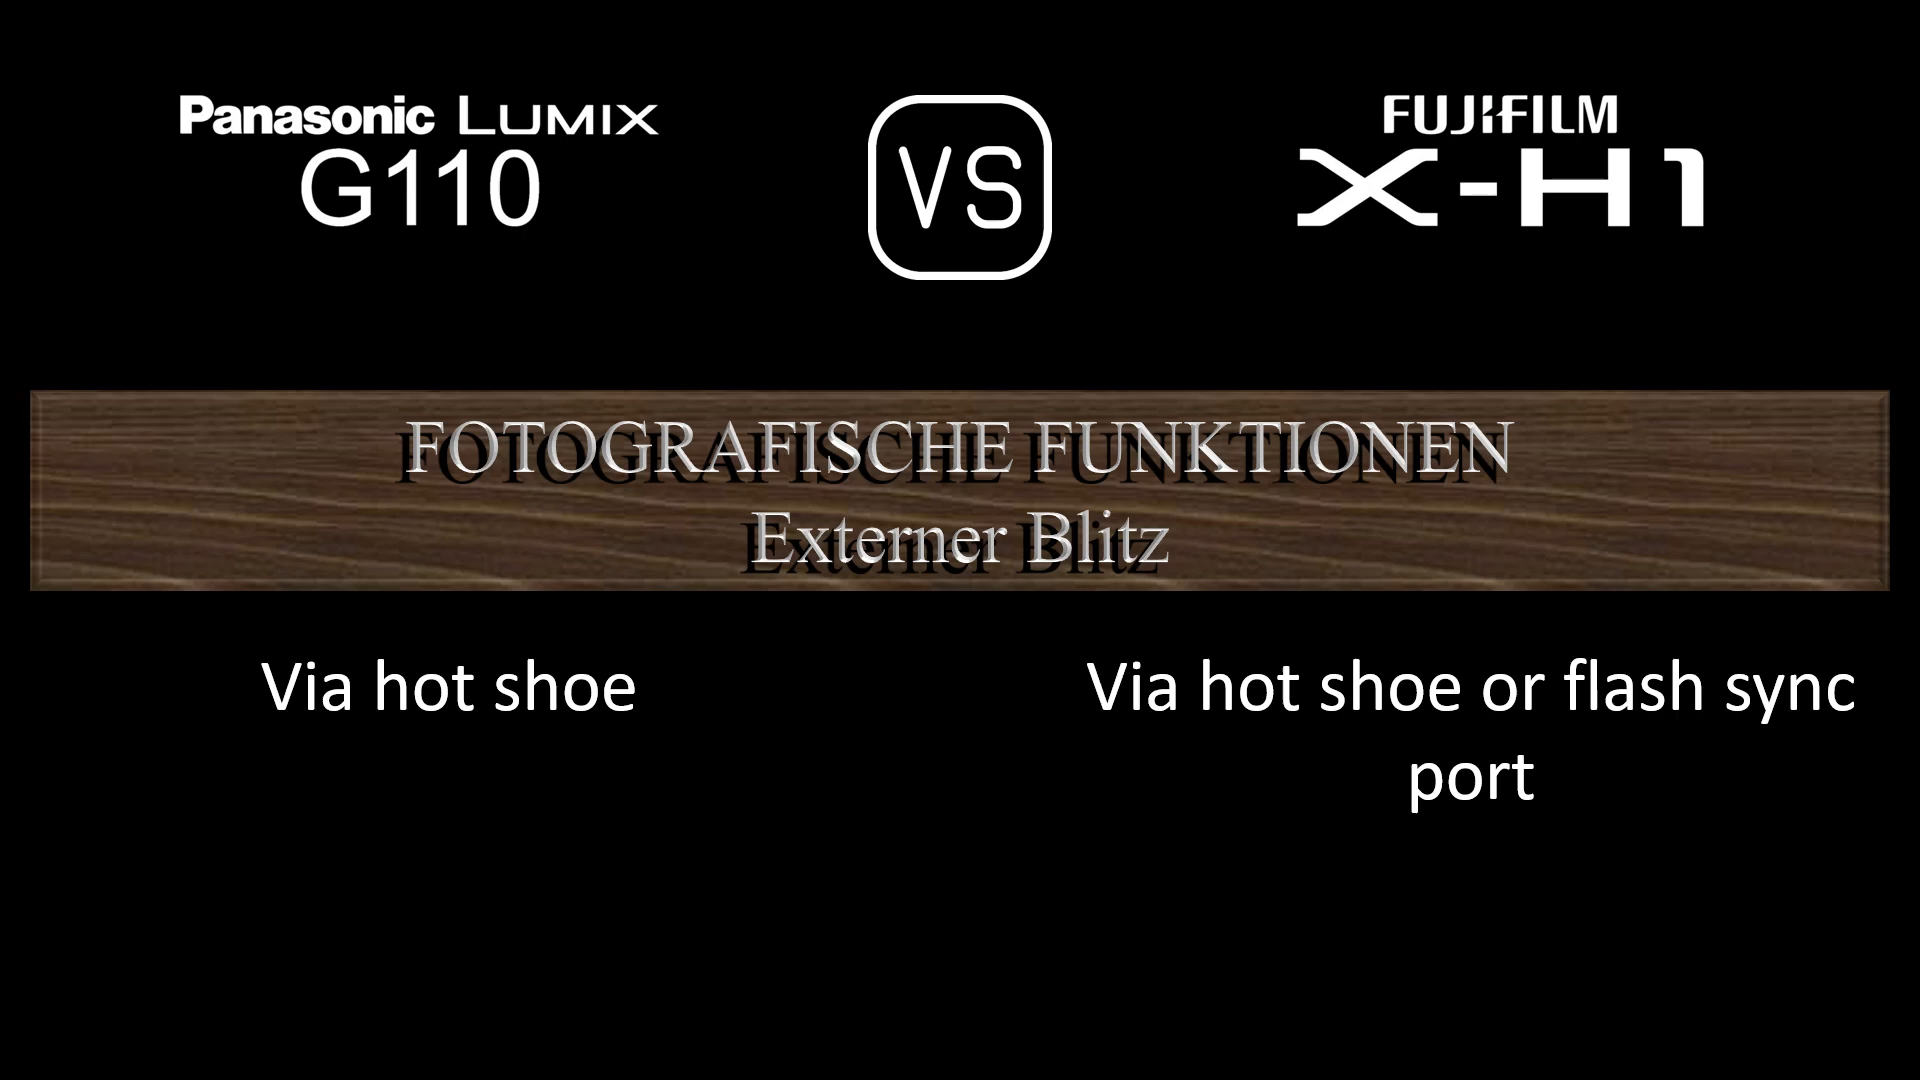 Panasonic LUMIX
G110
VS
FUJIFILM
X-H1
FOTOGRAFISCHE FUNKTIONEN
Externer Blitz
Via hot shoe
Via hot shoe or flash sync
port